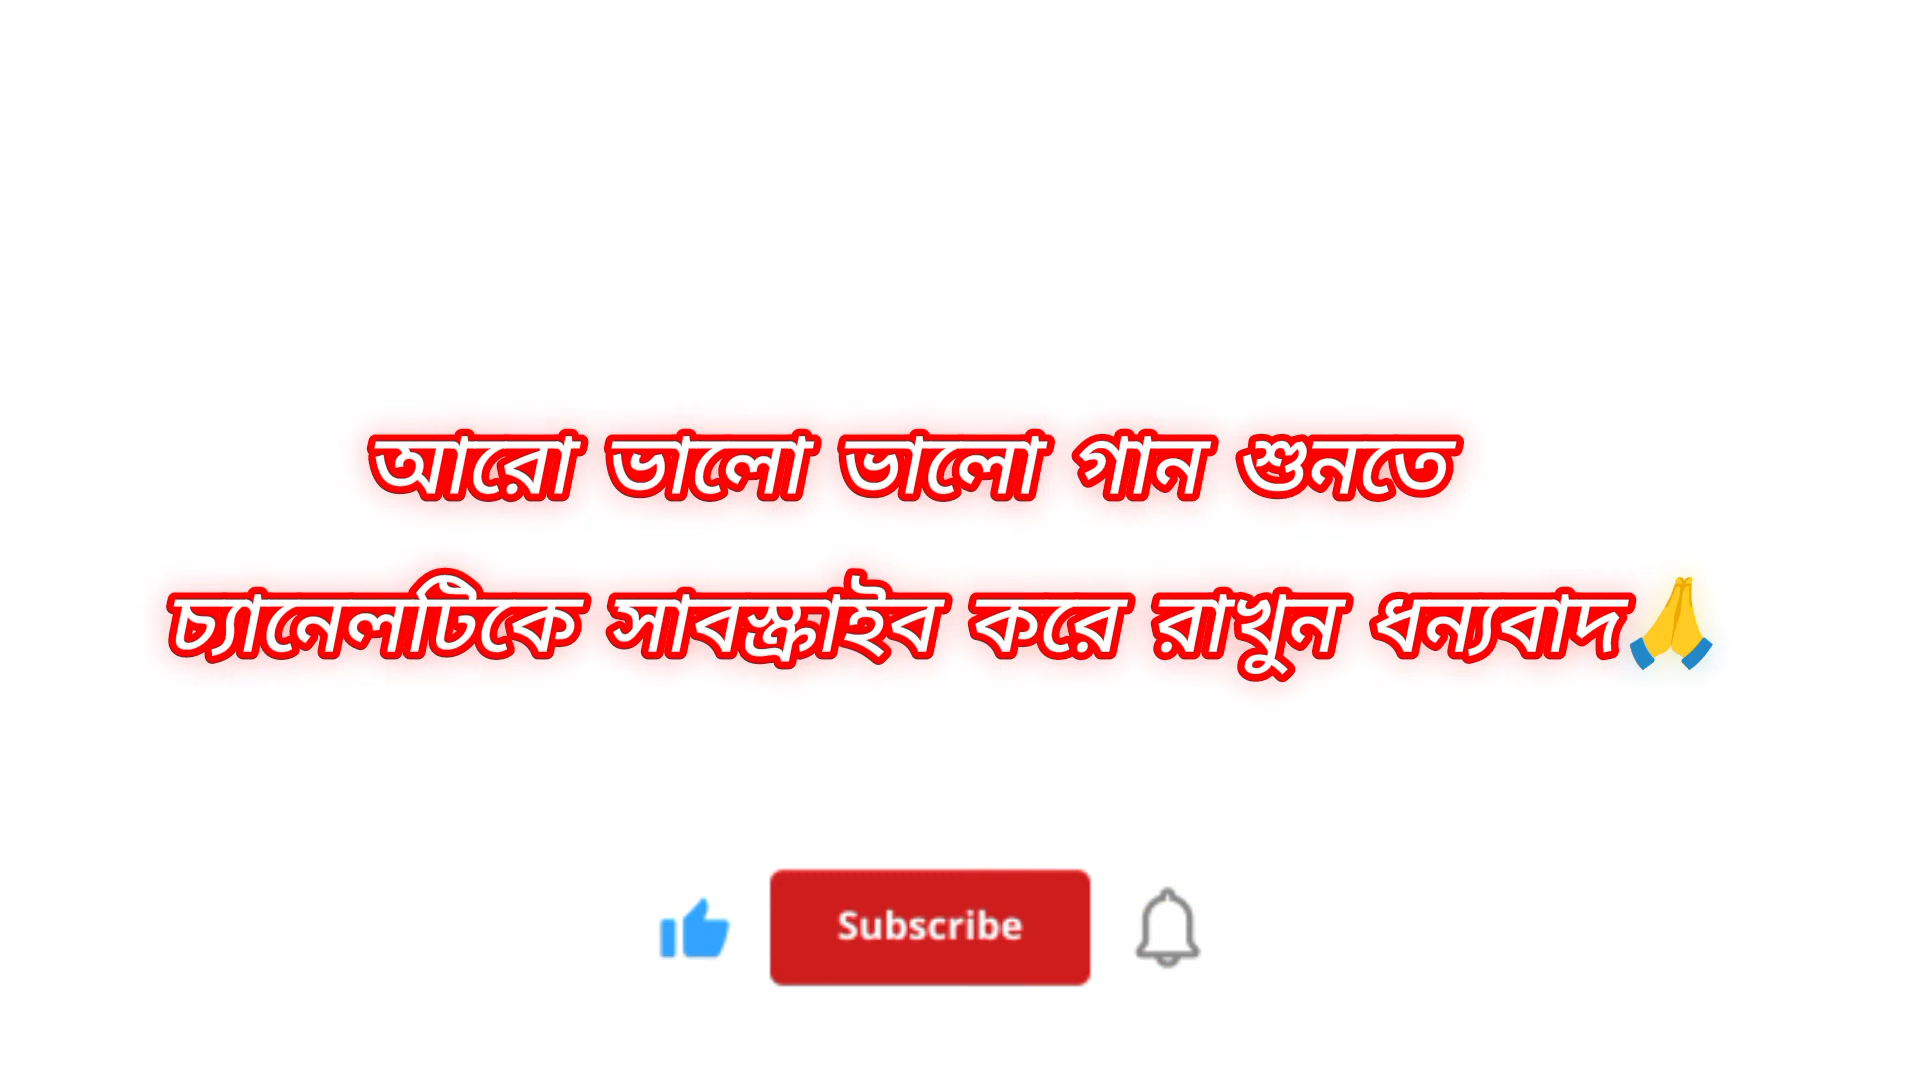 আরো ভালো ভালো গান শুনতে
চ্যানেলটিকে সাবস্ক্রাইব করে রাখুন ধন্যবাদ🙏
Subscribe